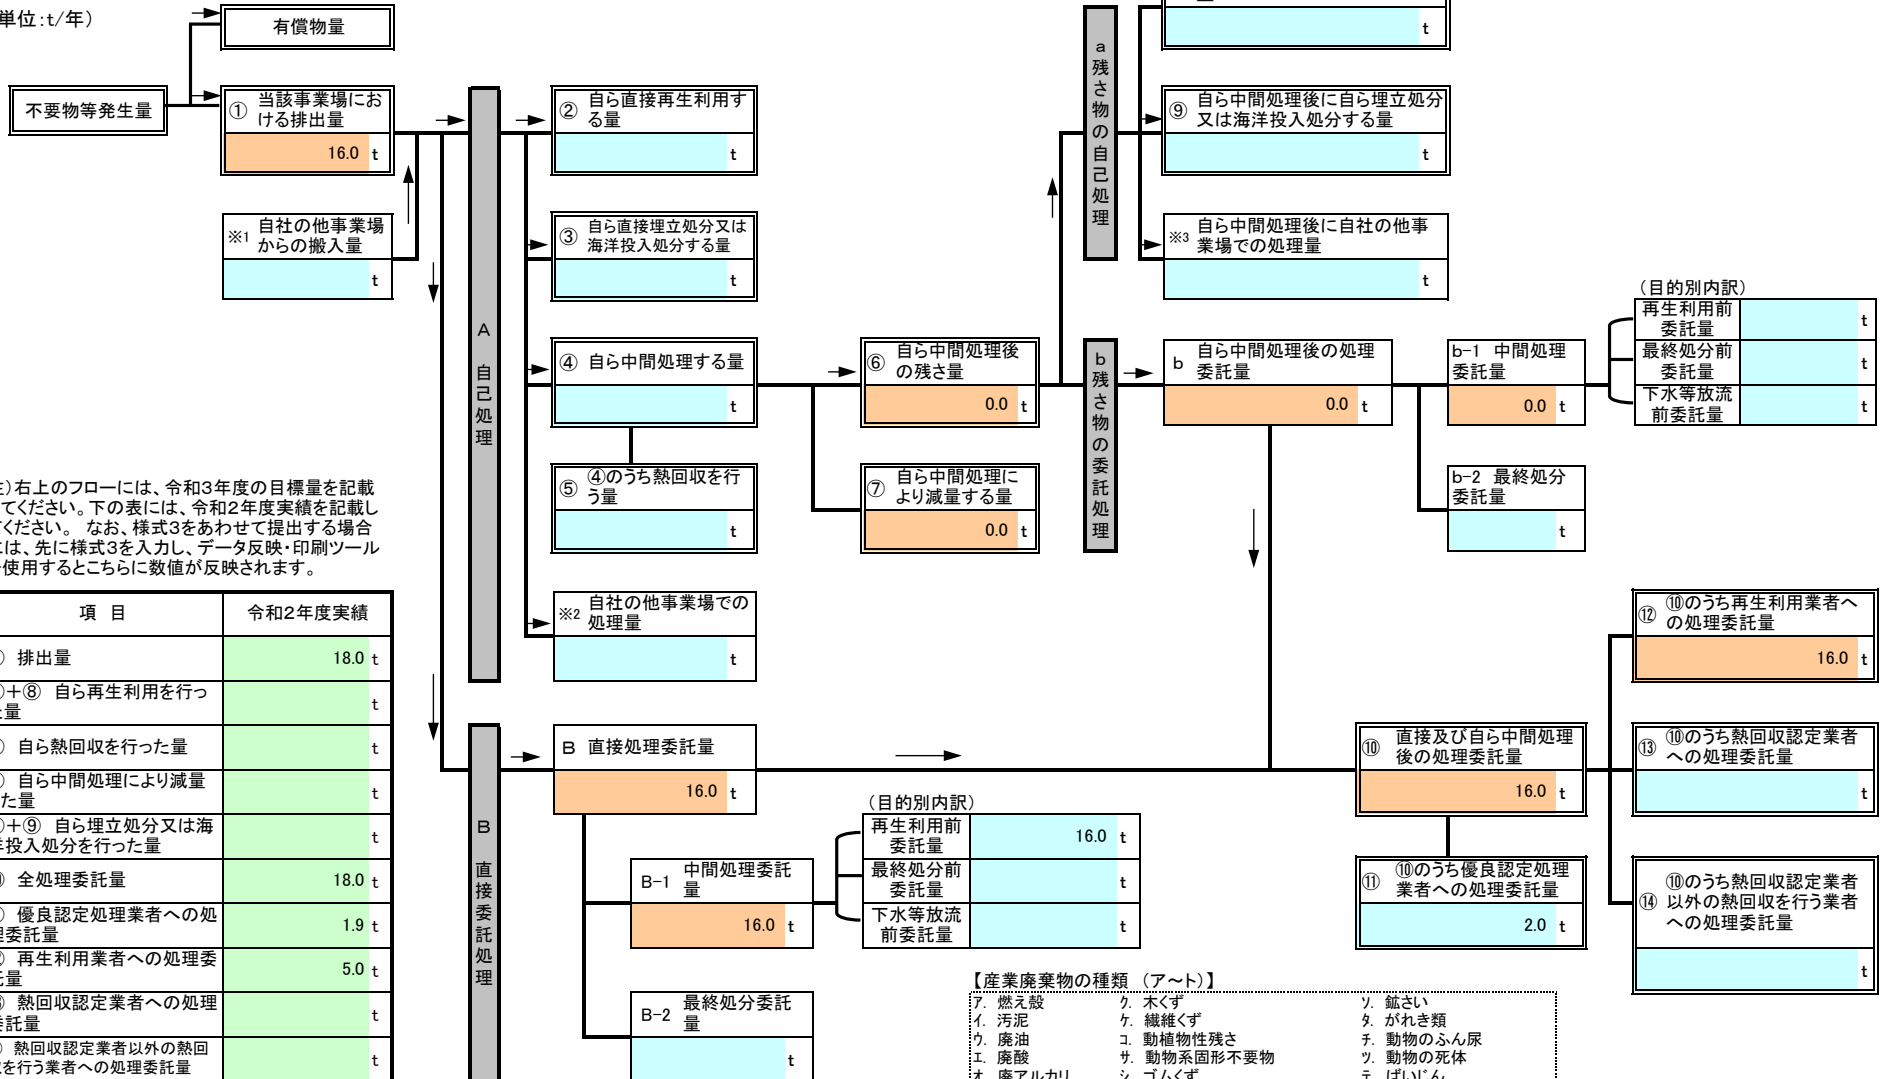 単位:t/年)
有償物量
不要物等発生量
① 当該事業場にお
ける排出量
16.0 t
※1 自社の他事業場
からの搬入量
t
A 自己処理
② 自ら直接再生利用す
る量
t
③ 自ら直接埋立処分又は
海洋投入処分する量
t
④ 自ら中間処理する量
t
⑤ ④のうち熱回収を行
う量
t
※2 自社の他事業場での
処理量
t
⑥ 自ら中間処理後
の残さ量
0.0 t
⑦ 自ら中間処理に
より減量する量
0.0 t
a 残さ物の自己処理
t
⑨ 自ら中間処理後に自ら埋立処分
又は海洋投入処分する量
t
※3 自ら中間処理後に自社の他事
業場での処理量
t
b 残さ物の委託処理
b 自ら中間処理後の処理
委託量
0.0 t
b-1 中間処理
委託量
0.0 t
b-2 最終処分
委託量
t
(目的別内訳)
再生利用前
委託量
t
最終処分前
委託量
t
下水等放流
前委託量
t
)右上のフローには、令和3年度の目標量を記載
てください。下の表には、令和2年度実績を記載し
ください。 なお、様式3をあわせて提出する場合
は、先に様式3を入力し、データ反映・印刷ツール
使用するとこちらに数値が反映されます。
項 目 令和2年度実績
) 排出量 18.0 t
)+⑧ 自ら再生利用を行っ
量
t
) 自ら熱回収を行った量 t
) 自ら中間処理により減量
た量
t
)+⑨ 自ら埋立処分又は海
投入処分を行った量
t
) 全処理委託量 18.0 t
) 優良認定処理業者への処
委託量
1.9 t
) 再生利用業者への処理委
量
5.0 t
) 熱回収認定業者への処理
託量
t
) 熱回収認定業者以外の熱回
を行う業者への処理委託量
t
B 直接委託処理
B 直接処理委託量
16.0 t
B-1 中間処理委託
量
16.0 t
B-2 最終処分委託
量
t
(目的別内訳)
再生利用前
委託量
16.0 t
最終処分前
委託量
t
下水等放流
前委託量
t
⑩ 直接及び自ら中間処理
後の処理委託量
16.0 t
⑪ ⑩のうち優良認定処理
業者への処理委託量
2.0 t
⑫ ⑩のうち再生利用業者へ
の処理委託量
16.0 t
⑬ ⑩のうち熱回収認定業者
への処理委託量
t
⑭ ⑩のうち熱回収認定業者
以外の熱回収を行う業者
への処理委託量
t
【産業廃棄物の種類 (ア~ト)】
ア. 燃え殻 ク. 木くず ソ. 鉱さい
イ. 汚泥 ケ. 繊維くず タ. がれき類
ウ. 廃油 コ. 動植物性残さ チ. 動物のふん尿
エ. 廃酸 サ. 動物系固形不要物 ツ. 動物の死体
オ. 廃アルカリ シ. ゴムくず テ. ばいじん